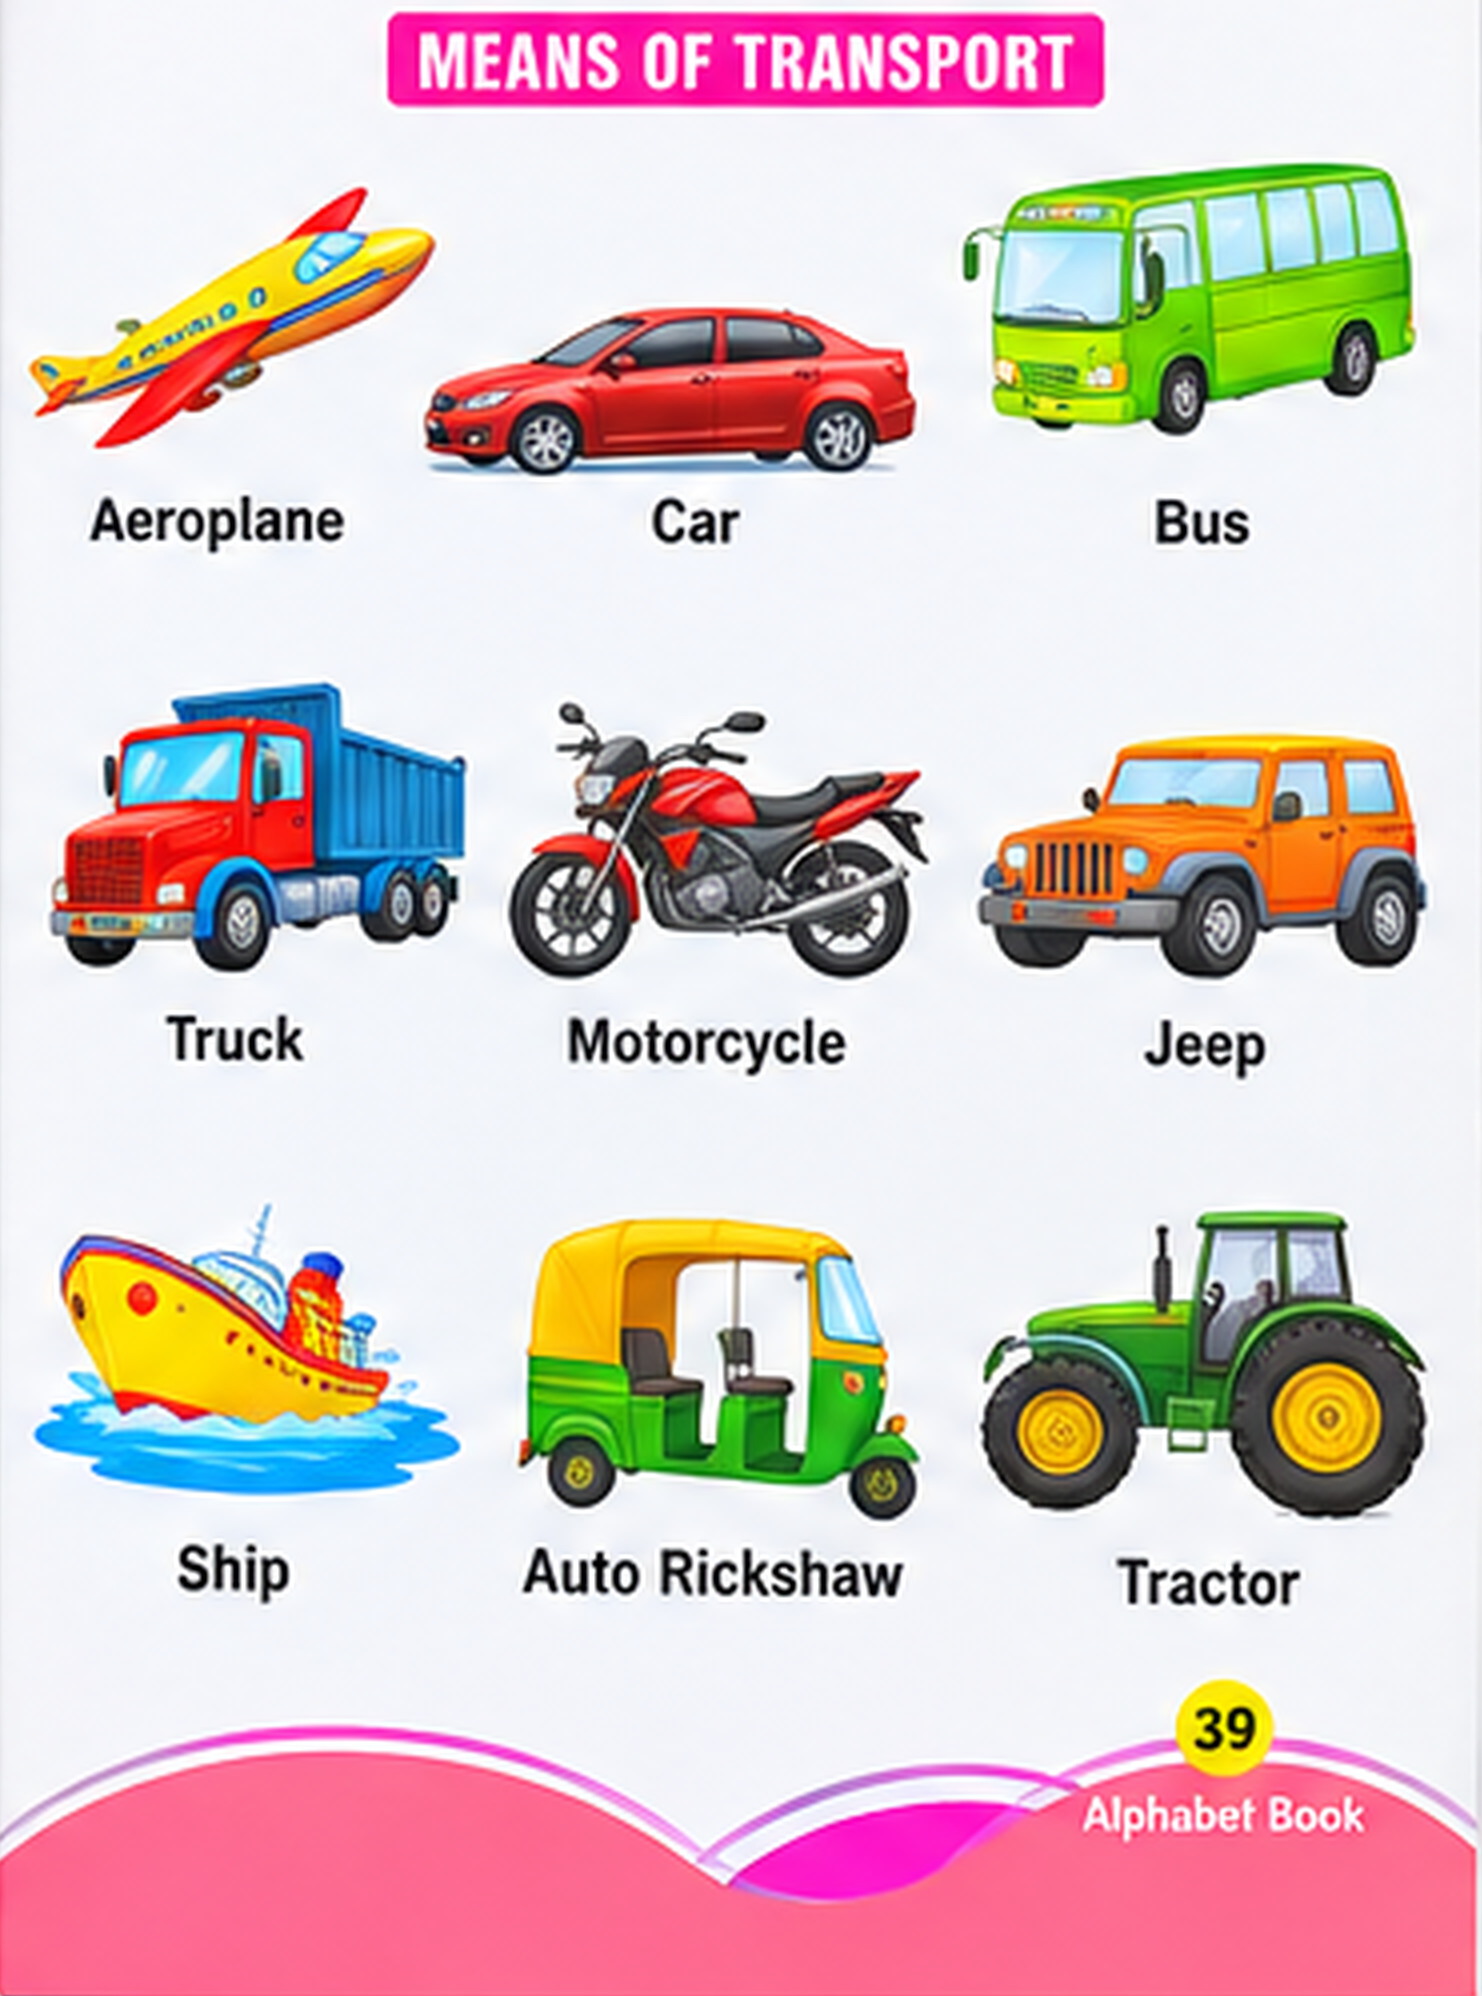 MEANS OF TRANSPORT
Aeroplane
Car
Bus
Truck
Motorcycle
Jeep
Ship
Auto Rickshaw
Tractor
39
Alphabet Book